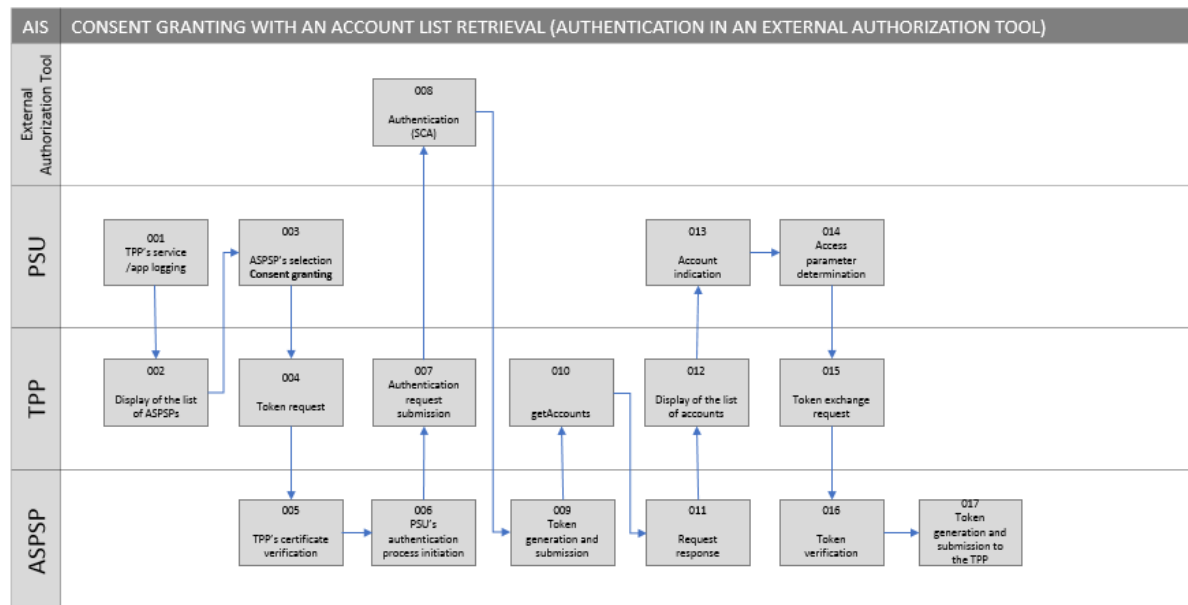 AIS
CONSENT GRANTING WITH AN ACCOUNT LIST RETRIEVAL (AUTHENTICATION IN AN EXTERNAL AUTHORIZATION TOOL)
External
Authorization Tool
008
Authentication
(SCA)
PSU
001
TPP's service
/app logging
003
ASPSP's selection
Consent granting
013
Account
indication
014
Access
parameter
determination
TPP
002
Display of the list
of ASPSPs
004
Token request
007
Authentication
request
submission
010
getAccounts
012
Display of the list
of accounts
015
Token exchange
request
ASPSP
005
TPP's certificate
verification
006
PSU's
authentication
process initiation
009
Token
generation and
submission
011
Request
response
016
Token
verification
017
Token
generation and
submission to
the TPP